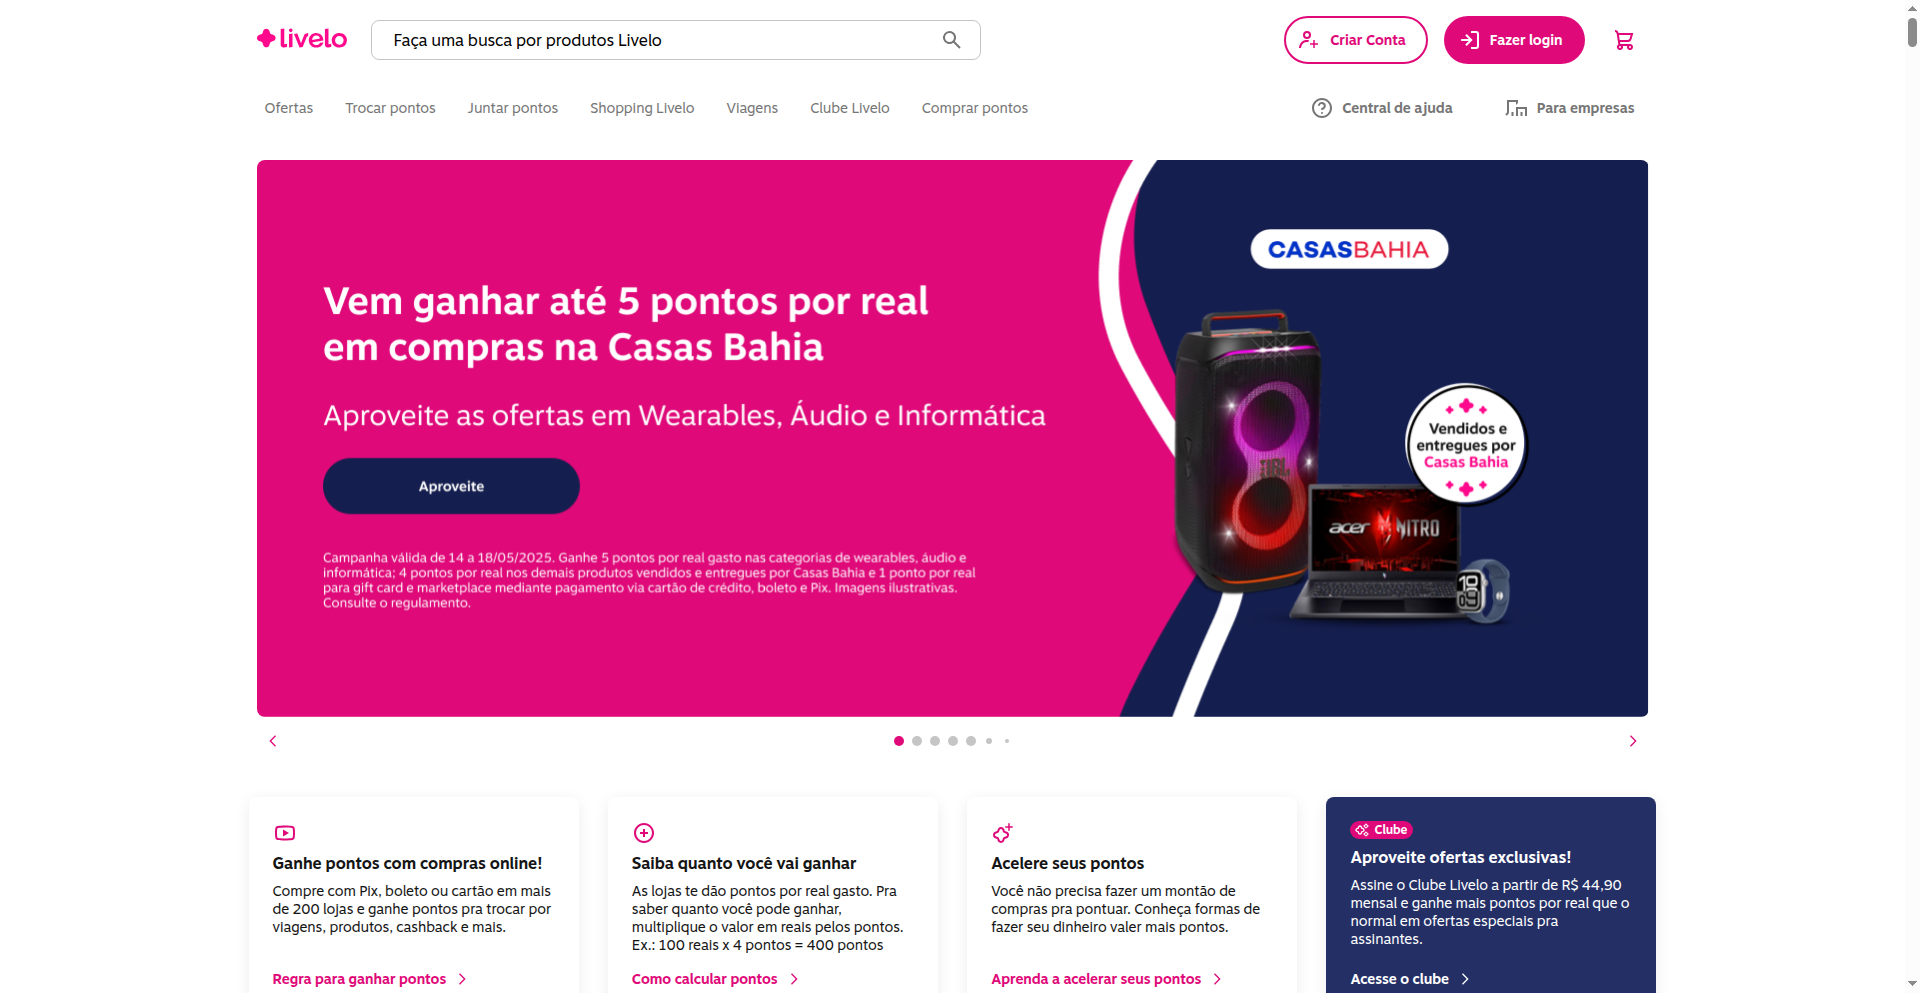 livelo
Faça uma busca por produtos Livelo
Criar Conta
Fazer login
Ofertas
Trocar pontos
Juntar pontos
Shopping Livelo
Viagens
Clube Livelo
Comprar pontos
Central de ajuda
Para empresas
CASASBAHIA
Vem ganhar até 5 pontos por real
em compras na Casas Bahia
Aproveite as ofertas em Wearables, Áudio e Informática
Aproveite
Campanha válida de 14 a 18/05/2025. Ganhe 5 pontos por real gasto nas categorias de wearables, áudio e
informática; 4 pontos por real nos demais produtos vendidos e entregues por Casas Bahia e 1 ponto por real
para gift card e marketplace mediante pagamento via cartão de crédito, boleto e Pix. Imagens ilustrativas.
Consulte o regulamento.
Vendidos e
entregues por
Casas Bahia
JBL
acer NITRO
10
09
Ganhe pontos com compras online!
Compre com Pix, boleto ou cartão em mais
de 200 lojas e ganhe pontos pra trocar por
viagens, produtos, cashback e mais.
Regra para ganhar pontos
Saiba quanto você vai ganhar
As lojas te dão pontos por real gasto. Pra
saber quanto você pode ganhar,
multiplique o valor em reais pelos pontos.
Ex.: 100 reais x 4 pontos = 400 pontos
Como calcular pontos
Acelere seus pontos
Você não precisa fazer um montão de
compras pra pontuar. Conheça formas de
fazer seu dinheiro valer mais pontos.
Aprenda a acelerar seus pontos
Clube
Aproveite ofertas exclusivas!
Assine o Clube Livelo a partir de R$ 44,90
mensal e ganhe mais pontos por real que o
normal em ofertas especiais pra
assinantes.
Acesse o clube